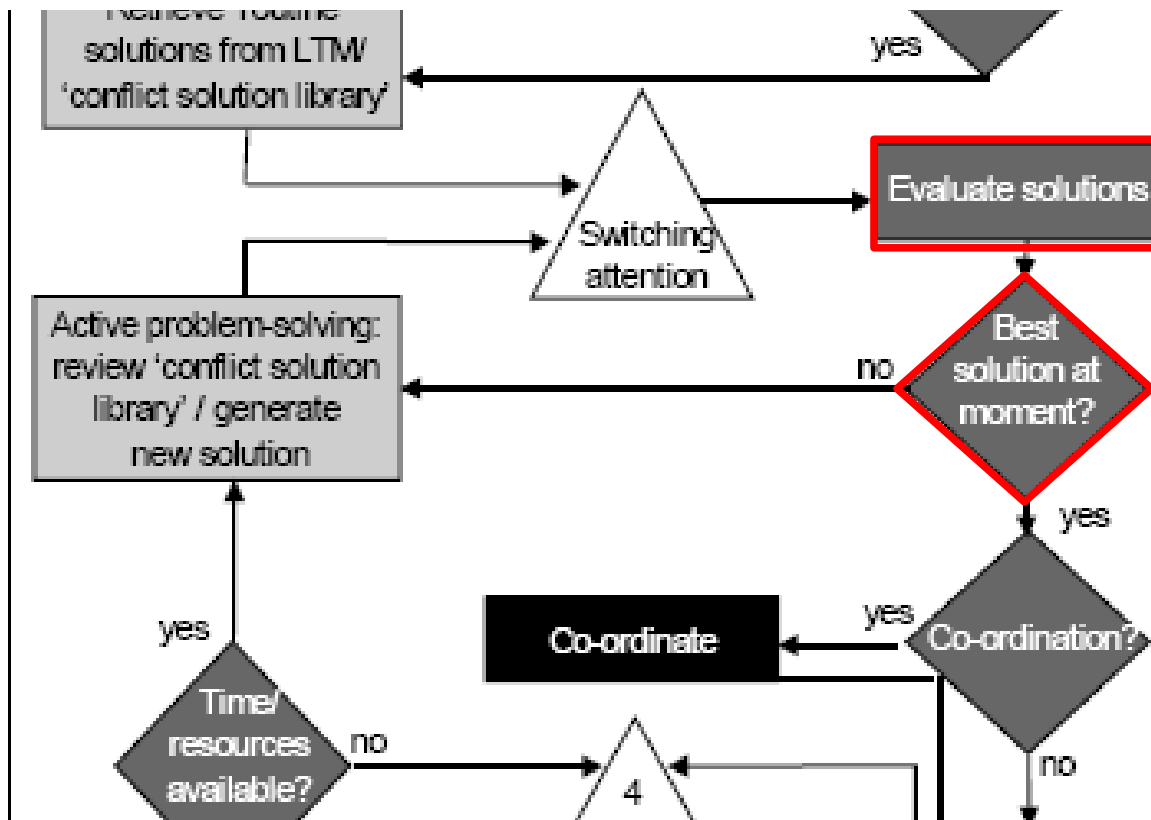 solutions from LTM/
'conflict solution library'
yes
Switching
attention
Evaluate solutions
Active problem-solving:
review 'conflict solution
library' / generate
new solution
no
Best
solution at
moment?
yes
yes
Co-ordinate
yes
Co-ordination?
Time/
resources
available?
no
4
no